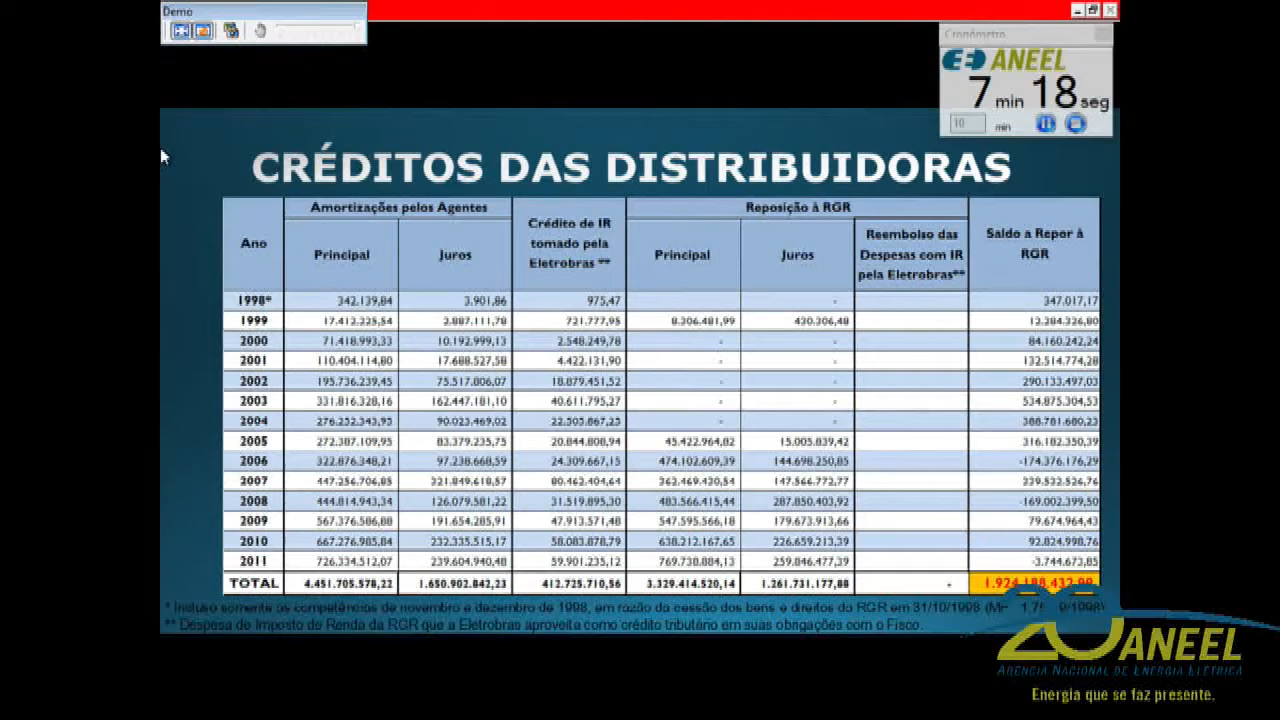 Demo
Cronômetro
ANEEL
7 min 18 seg
10 min
CRÉDITOS DAS DISTRIBUIDORAS
Ano Amortizações pelos Agentes Crédito de IR tomado pela Eletrobras ** Reposição à RGR Saldo a Repor à RGR
Principal Juros Principal Juros Reembolso das Despesas com IR pela Eletrobras**
1998* 342.139,84 3.901,86 975,47 - 347.017,17
1999 17.412.225,54 2.887.111,78 721.777,95 8.306.481,99 430.306,48 12.284.326,80
2000 71.418.993,33 10.192.999,13 2.548.249,78 - - 84.160.242,24
2001 110.404.114,80 17.688.527,58 4.422.131,90 - - 132.514.774,28
2002 195.736.239,45 75.517.806,07 18.879.451,52 - - 290.133.497,03
2003 331.816.328,16 162.447.181,10 40.611.795,27 - - 534.875.304,53
2004 276.252.343,95 90.023.469,02 22.505.867,25 - - 388.781.680,23
2005 272.387.109,95 83.379.235,75 20.844.808,94 45.422.964,82 15.005.839,42 316.182.350,39
2006 322.876.348,21 97.238.668,59 24.309.667,15 474.102.609,39 144.698.250,85 -174.376.176,29
2007 447.256.706,85 321.849.618,57 80.462.404,64 362.469.430,54 147.566.772,77 339.532.526,76
2008 444.814.943,34 126.079.581,22 31.519.895,30 483.566.415,44 287.850.403,92 -169.002.399,50
2009 567.376.586,88 191.654.285,91 47.913.571,48 547.595.566,18 179.673.913,66 79.674.964,43
2010 667.276.985,84 232.335.515,17 58.083.878,79 638.212.167,65 226.659.213,39 92.824.998,76
2011 726.334.512,07 239.604.940,48 59.901.235,12 769.738.884,13 259.846.477,39 -3.744.673,85
TOTAL 4.451.705.578,22 1.650.902.842,23 412.725.710,56 3.329.414.520,14 1.261.731.177,88 -
* Incluso somente as competências de novembro e dezembro de 1998, em razão da cessão dos bens e direitos do RGR em 31/10/1998
** Despesa de Imposto de Renda da RGR que a Eletrobras aproveita como crédito tributário em suas obrigações com o Fisco.
20 ANEEL
AGÊNCIA NACIONAL DE ENERGIA ELÉTRICA
Energia que se faz presente.